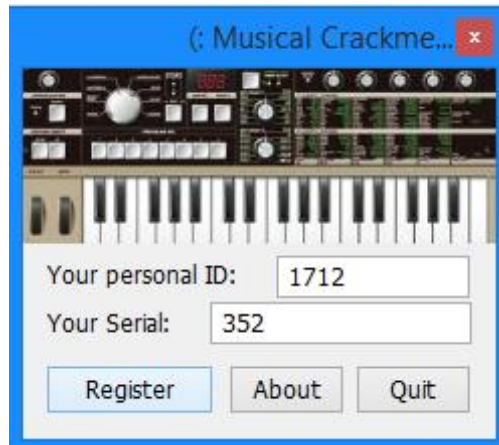 (: Musical Crackme...
x
Your personal ID: 1712
Your Serial: 352
Register About Quit